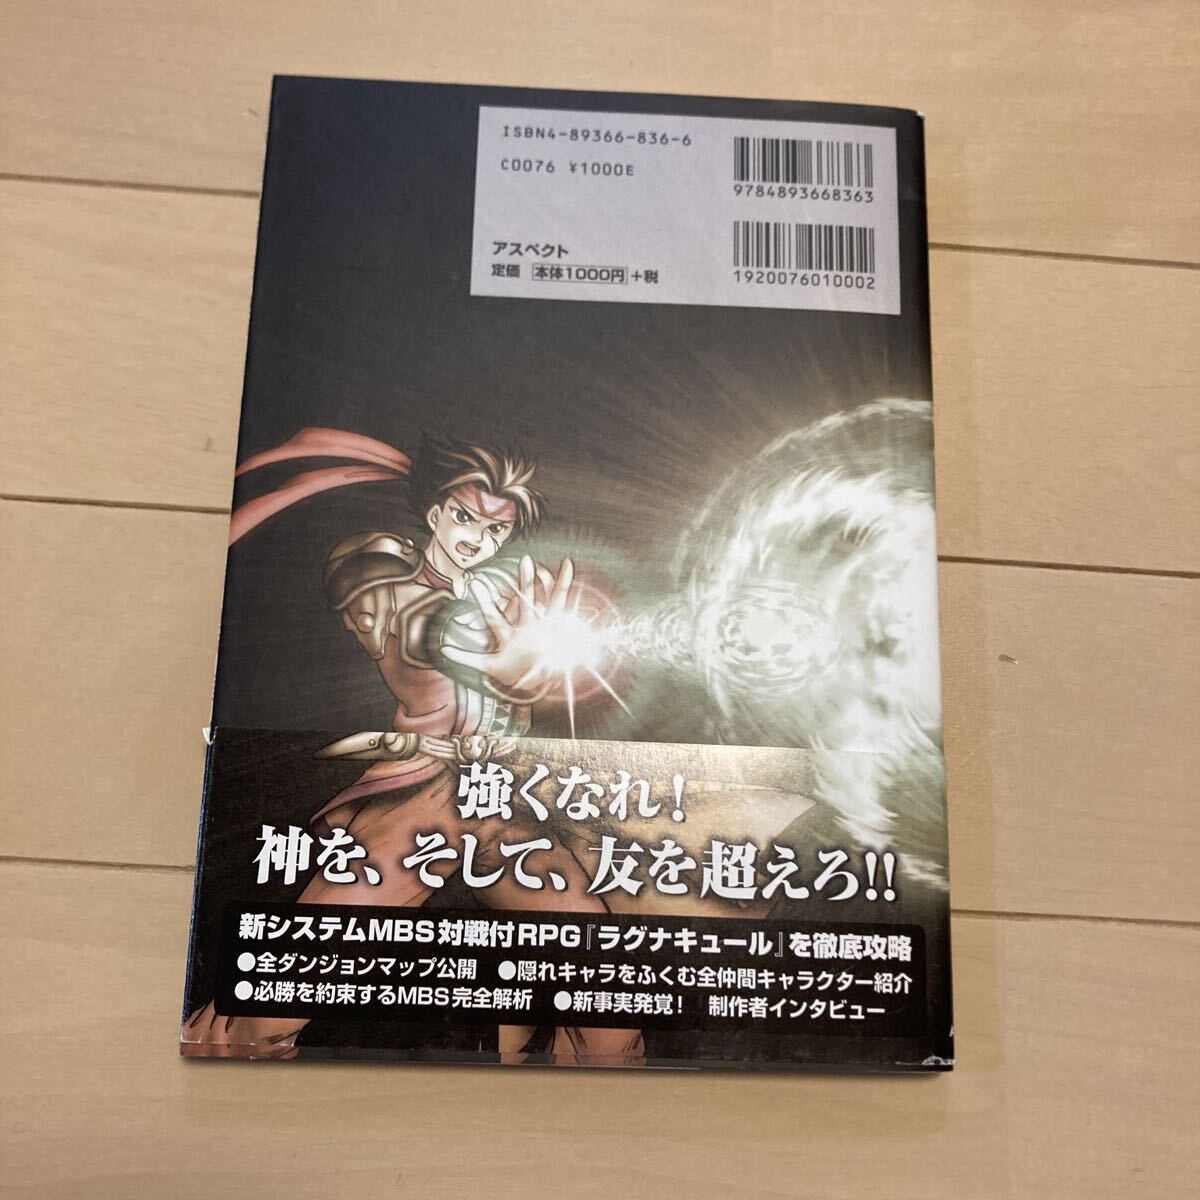 ISBN4-89366-836-6
C0076 ¥1000E
9784893668363
アスペクト
定価 本体1000円+税
1920076010002
強くなれ!
神を、そして、友を超えろ!!
新システムMBS対戦付RPG『ラグナキュール』を徹底攻略
●全ダンジョンマップ公開 ●隠れキャラをふくむ全仲間キャラクター紹介
●必勝を約束するMBS完全解析 ●新事実発覚! 制作者インタビュー